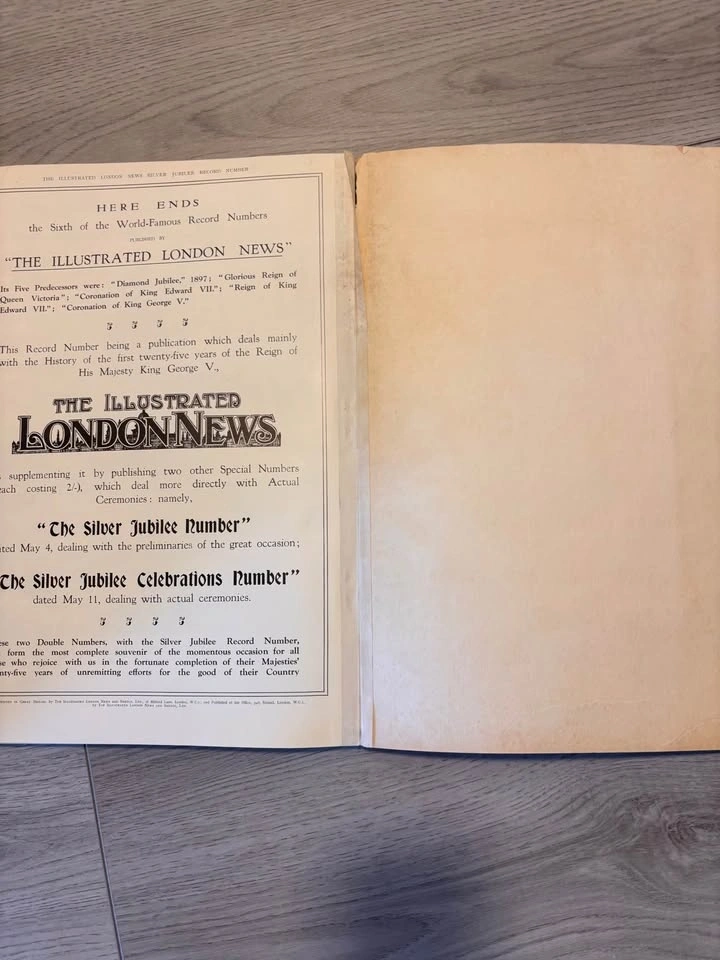 THE ILLUSTRATED LONDON NEWS SILVER JUBILEE RECORD NUMBER
HERE ENDS
the Sixth of the World-Famous Record Numbers
PUBLISHED BY
"THE ILLUSTRATED LONDON NEWS"
Its Five Predecessors were: "Diamond Jubilee," 1897; "Glorious Reign of
Queen Victoria"; "Coronation of King Edward VII."; "Reign of King
Edward VII."; "Coronation of King George V."
This Record Number being a publication which deals mainly
with the History of the first twenty-five years of the Reign of
His Majesty King George V.,
THE ILLUSTRATED
LONDON NEWS
supplementing it by publishing two other Special Numbers
each costing 2/-), which deal more directly with Actual
Ceremonies: namely,
"The Silver Jubilee Number"
ted May 4, dealing with the preliminaries of the great occasion;
The Silver Jubilee Celebrations Number"
dated May 11, dealing with actual ceremonies.
ese two Double Numbers, with the Silver Jubilee Record Number,
form the most complete souvenir of the momentous occasion for all
se who rejoice with us in the fortunate completion of their Majesties'
nty-five years of unremitting efforts for the good of their Country